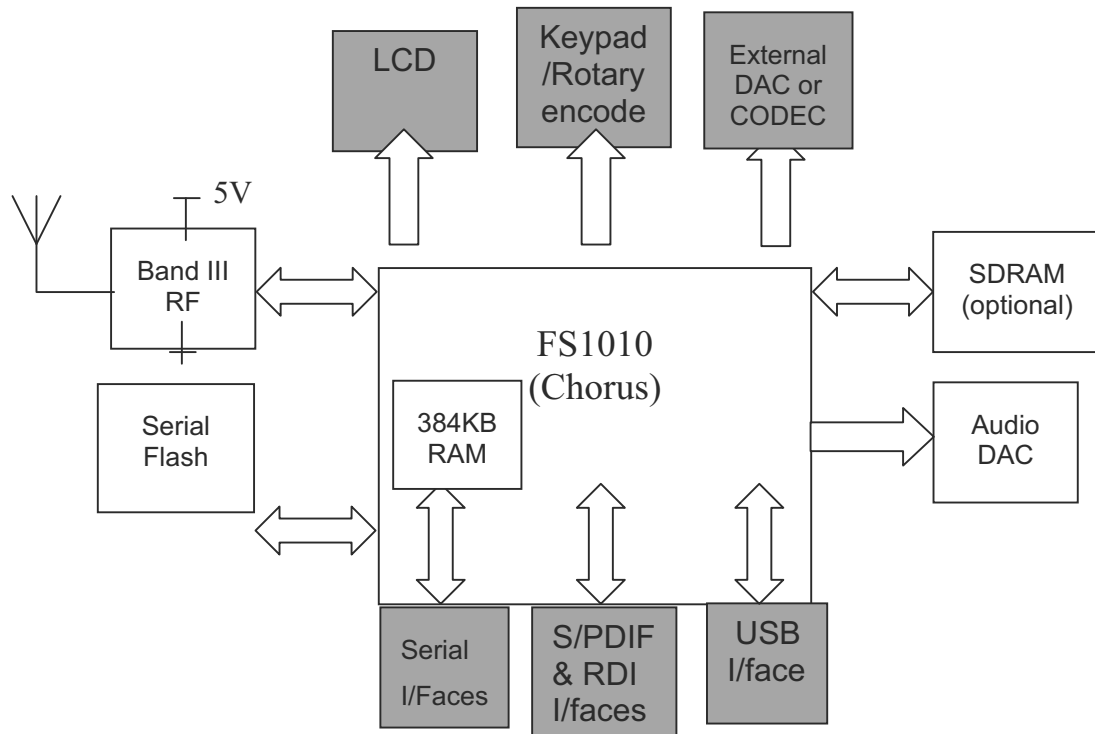 LCD
Keypad
/Rotary
encode
External
DAC or
CODEC
5V
Band III
RF
SDRAM
(optional)
FS1010
(Chorus)
Serial
Flash
384KB
RAM
Audio
DAC
Serial
I/Faces
S/PDIF
& RDI
I/faces
USB
I/face